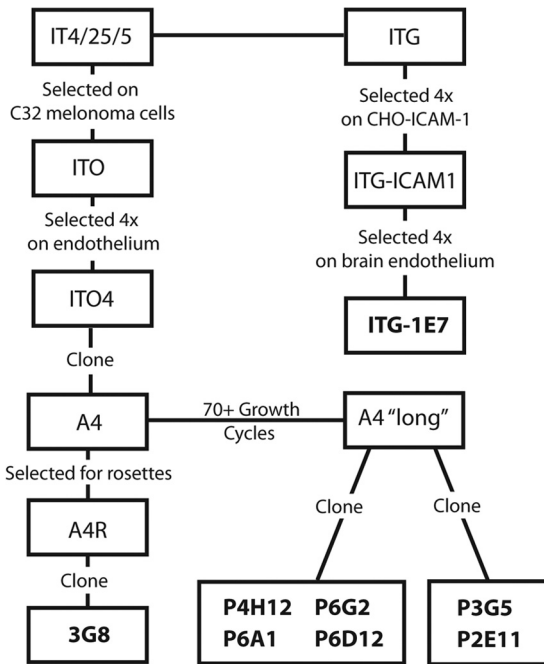 IT4/25/5
ITG
Selected on
C32 melonoma cells
Selected 4x
on CHO-ICAM-1
ITO
ITG-ICAM1
Selected 4x
on endothelium
Selected 4x
on brain endothelium
ITO4
ITG-1E7
Clone
A4
70+ Growth
Cycles
A4 "long"
Selected for rosettes
A4R
Clone
Clone
Clone
3G8
P4H12 P6G2
P6A1 P6D12
P3G5
P2E11